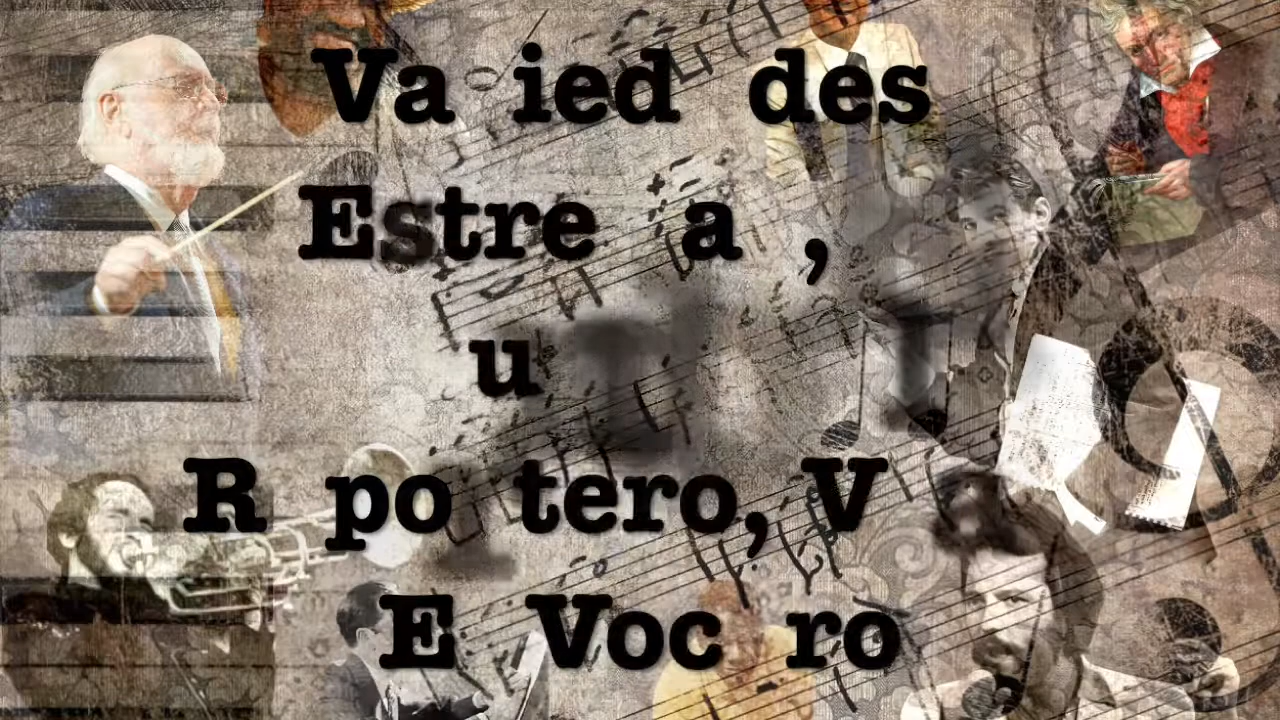 Va ied des
Estre a ,
u
R po tero, V
E Voc ro